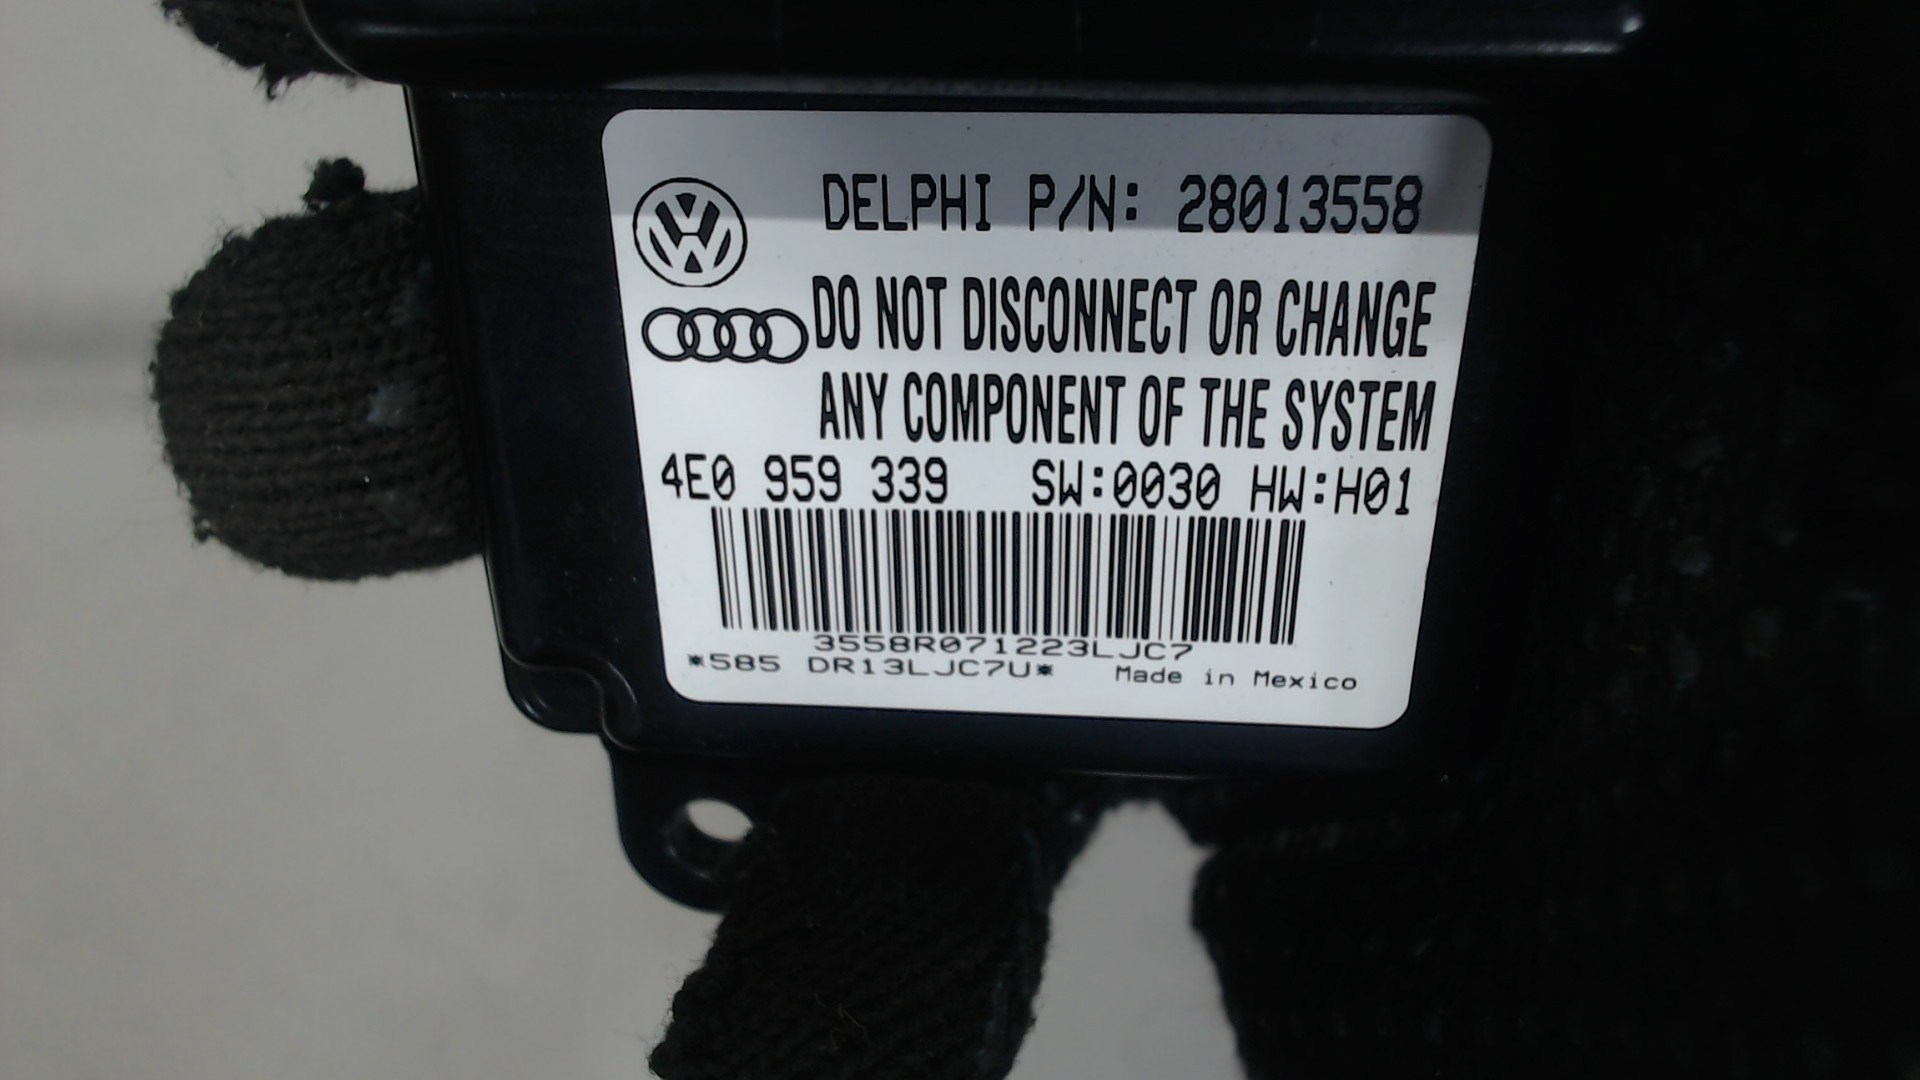 DELPHI P/N: 28013558
DO NOT DISCONNECT OR CHANGE
ANY COMPONENT OF THE SYSTEM
4E0 959 339 SW:0030 HW:H01
3558R071223LJC7
*585 DR13LJC7U* Made in Mexico